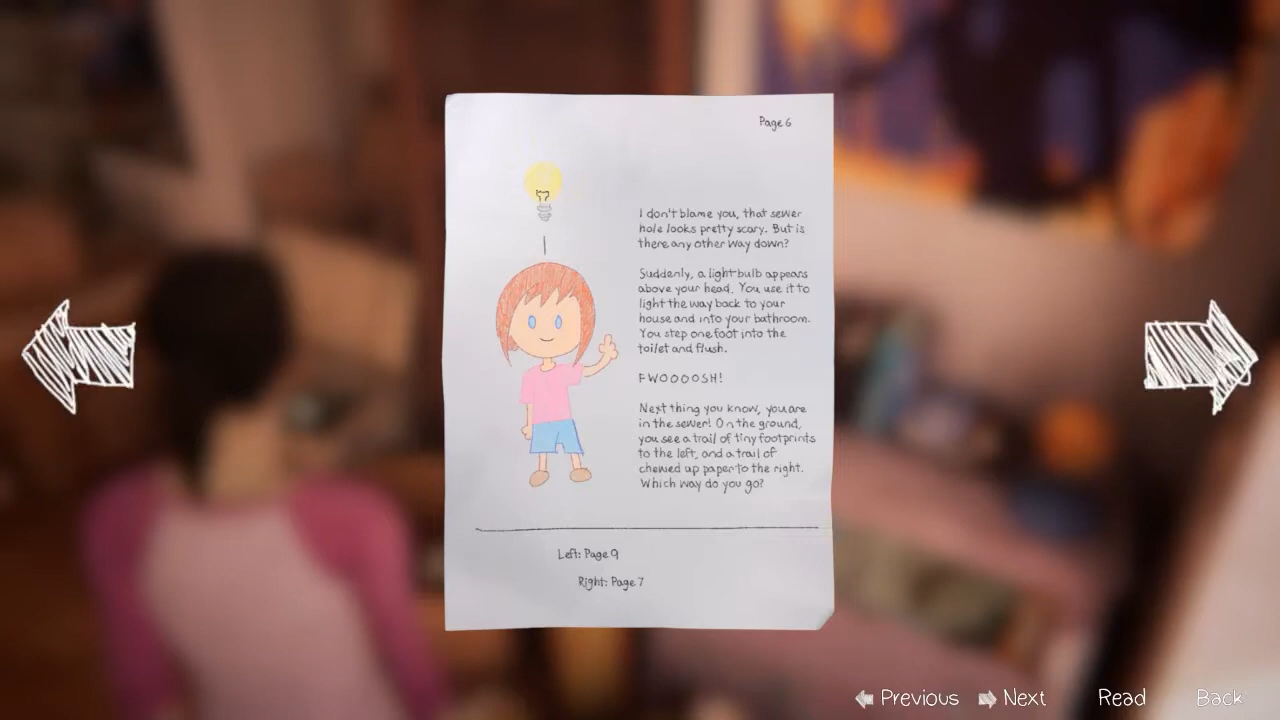 Page 6
I don't blame you, that sewer
hole looks pretty scary. But is
there any other way down?
Suddenly, a lightbulb appears
above your head. You use it to
light the way back to your
house and into your bathroom.
You step one foot into the
toilet and flush.
FWOOOOSH!
Next thing you know, you are
in the sewer! On the ground,
you see a trail of tiny footprints
to the left, and a trail of
chewed up paper to the right.
Which way do you go?
Left: Page 9
Right: Page 7
Previous Next Read Back